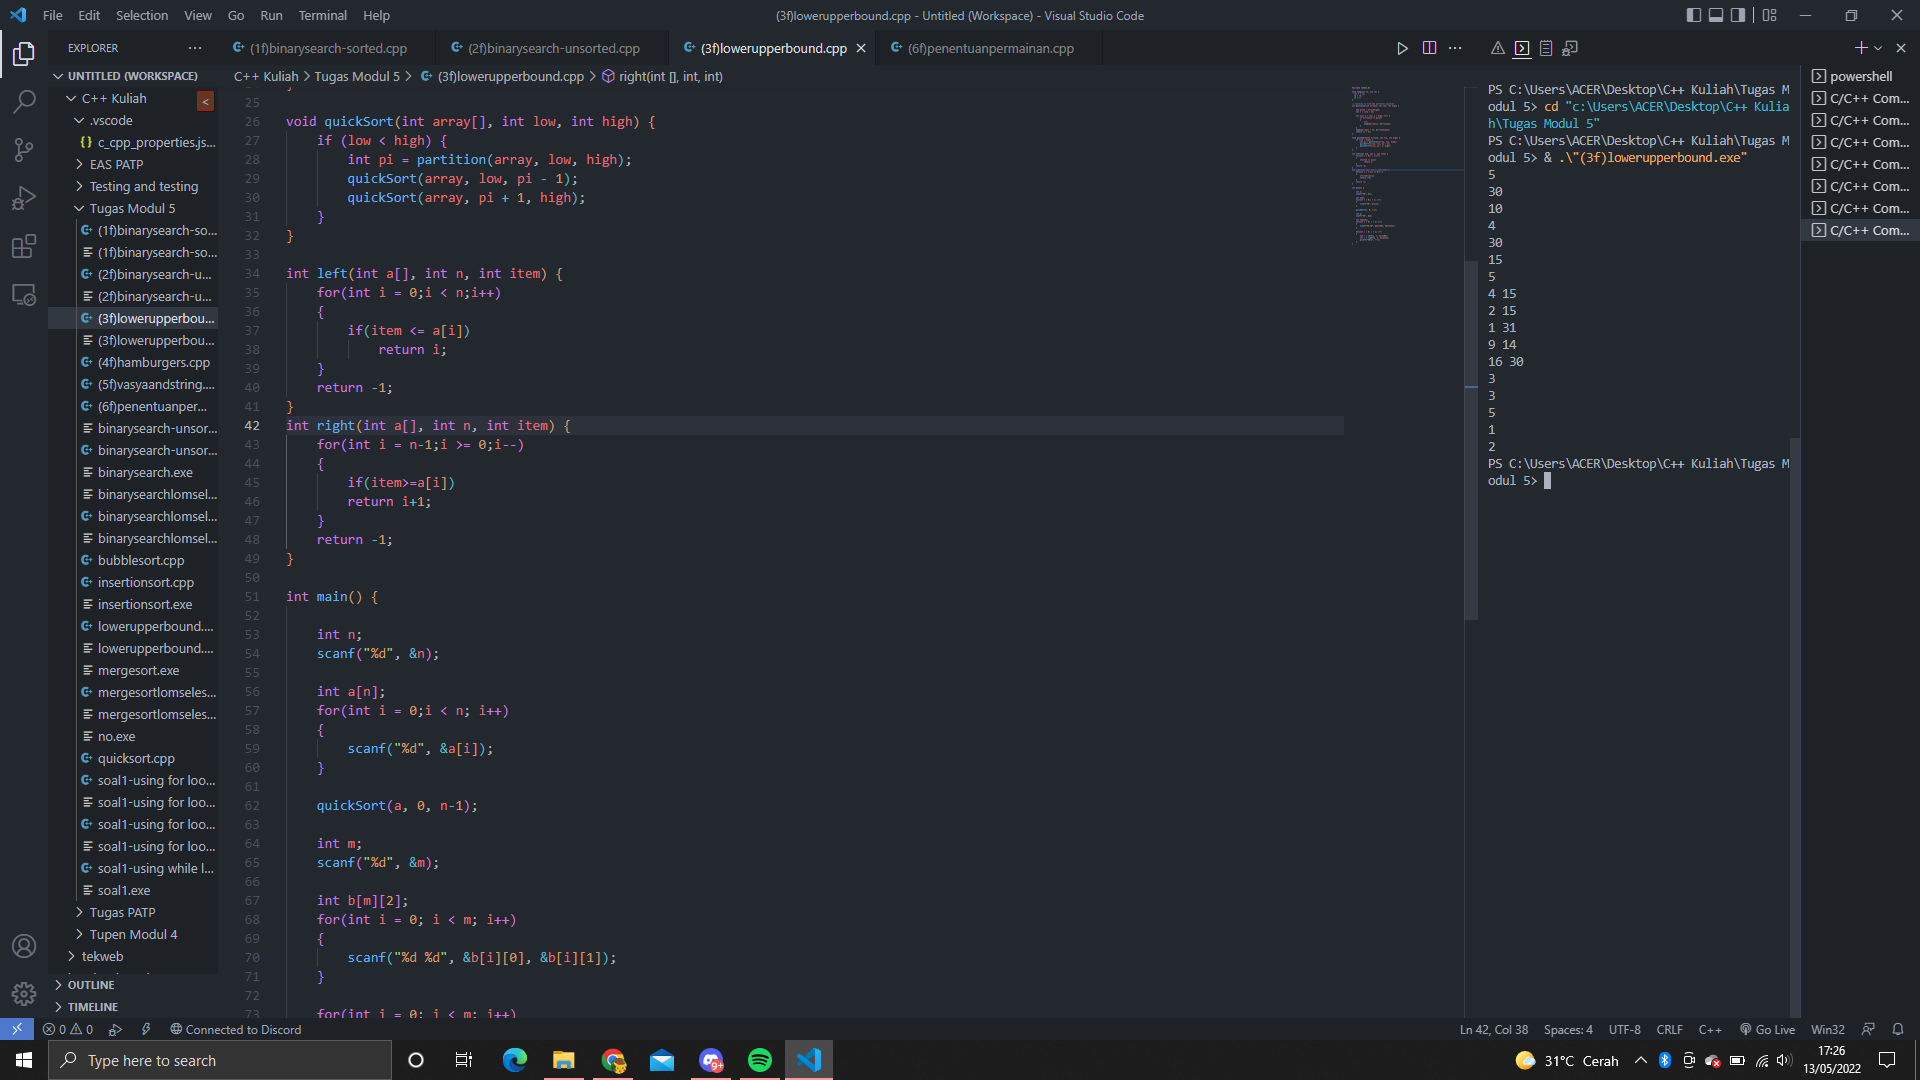 File Edit Selection View Go Run Terminal Help
(3f)lowerupperbound.cpp - Untitled (Workspace) - Visual Studio Code
EXPLORER
(1f)binarysearch-sorted.cpp
(2f)binarysearch-unsorted.cpp
(3f)lowerupperbound.cpp
(6f)penentuanpermainan.cpp
UNTITLED (WORKSPACE)
C++ Kuliah
<
.vscode
{} c_cpp_properties.js...
EAS PATP
Testing and testing
Tugas Modul 5
(1f)binarysearch-so...
(1f)binarysearch-so...
(2f)binarysearch-u...
(2f)binarysearch-u...
(3f)lowerupperbou...
(3f)lowerupperbou...
(4f)hamburgers.cpp
(5f)vasyaandstring....
(6f)penentuanper...
binarysearch-unsor...
binarysearch-unsor...
binarysearch.exe
binarysearchlomsel...
binarysearchlomsel...
binarysearchlomsel...
bubblesort.cpp
insertionsort.cpp
insertionsort.exe
lowerupperbound....
lowerupperbound....
mergesort.exe
mergesortlomseles...
mergesortlomseles...
no.exe
quicksort.cpp
soal1-using for loo...
soal1-using for loo...
soal1-using for loo...
soal1-using for loo...
soal1-using while l...
soal1.exe
Tugas PATP
Tupen Modul 4
tekweb
OUTLINE
TIMELINE
C++ Kuliah > Tugas Modul 5 > (3f)lowerupperbound.cpp > right(int [], int, int)
25
26 void quickSort(int array[], int low, int high) {
27 if (low < high) {
28 int pi = partition(array, low, high);
29 quickSort(array, low, pi - 1);
30 quickSort(array, pi + 1, high);
31 }
32 }
33
34 int left(int a[], int n, int item) {
35 for(int i = 0;i < n;i++)
36 {
37 if(item <= a[i])
38 return i;
39 }
40 return -1;
41 }
42 int right(int a[], int n, int item) {
43 for(int i = n-1;i >= 0;i--)
44 {
45 if(item>=a[i])
46 return i+1;
47 }
48 return -1;
49 }
50
51 int main() {
52
53 int n;
54 scanf("%d", &n);
55
56 int a[n];
57 for(int i = 0;i < n; i++)
58 {
59 scanf("%d", &a[i]);
60 }
61
62 quickSort(a, 0, n-1);
63
64 int m;
65 scanf("%d", &m);
66
67 int b[m][2];
68 for(int i = 0; i < m; i++)
69 {
70 scanf("%d %d", &b[i][0], &b[i][1]);
71 }
72
73 for(int i = 0; i < m; i++)
PS C:\Users\ACER\Desktop\C++ Kuliah\Tugas M
odul 5> cd "c:\Users\ACER\Desktop\C++ Kulia
h\Tugas Modul 5"
PS C:\Users\ACER\Desktop\C++ Kuliah\Tugas M
odul 5> & .\"(3f)lowerupperbound.exe"
5
30
10
4
30
15
5
4 15
2 15
1 31
9 14
16 30
3
3
5
1
2
PS C:\Users\ACER\Desktop\C++ Kuliah\Tugas M
odul 5>
powershell
C/C++ Com...
C/C++ Com...
C/C++ Com...
C/C++ Com...
C/C++ Com...
C/C++ Com...
C/C++ Com...
0 0 Connected to Discord
Ln 42, Col 38 Spaces: 4 UTF-8 CRLF C++ Go Live Win32
Type here to search
9+
31°C Cerah
17:26
13/05/2022